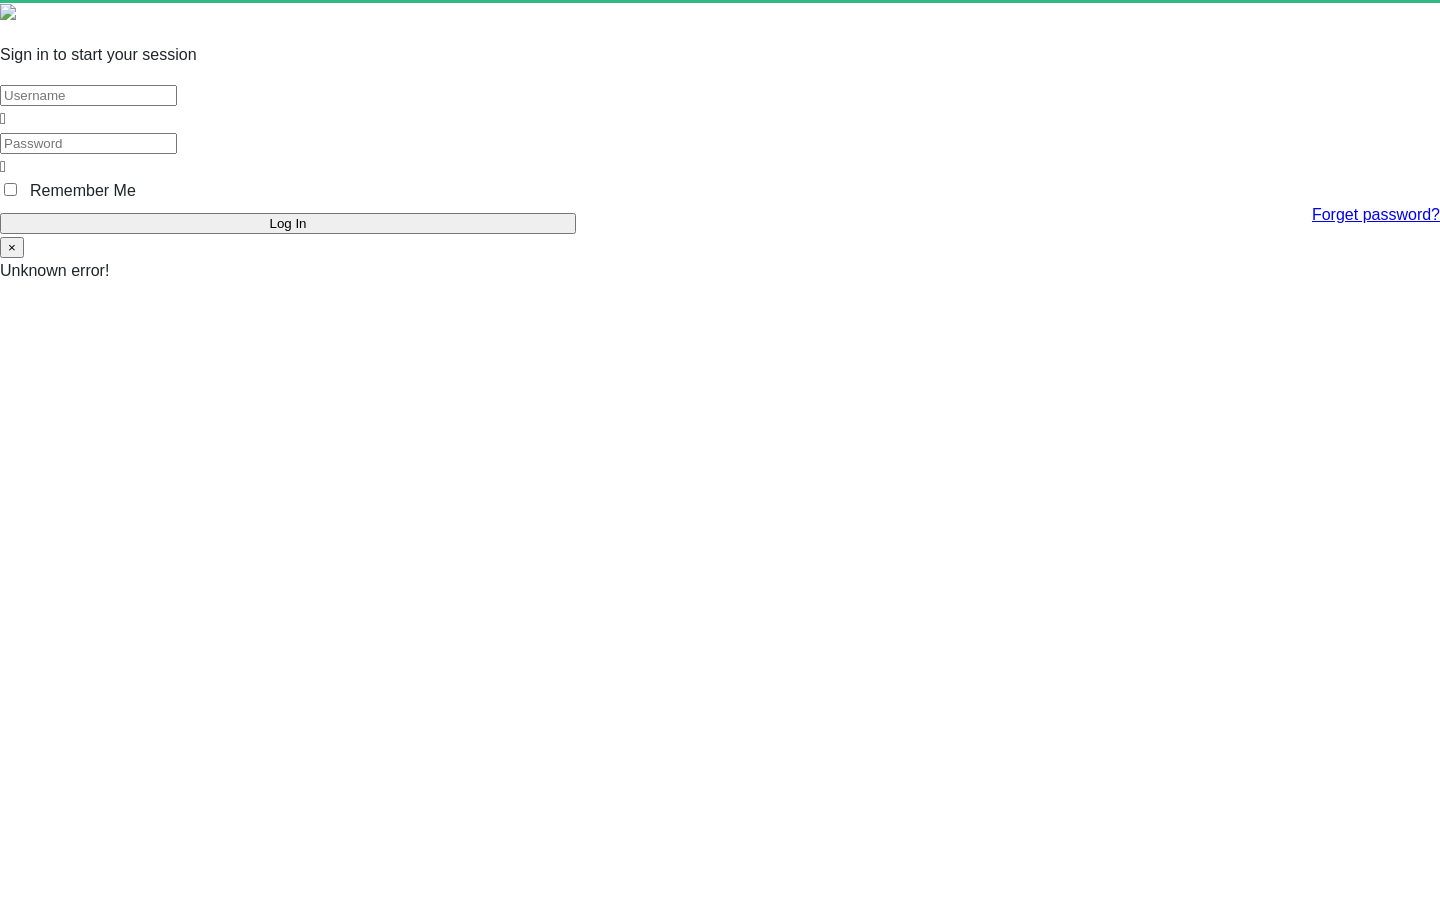 Sign in to start your session
Username
Password
Remember Me
Forget password?
Log In
×
Unknown error!